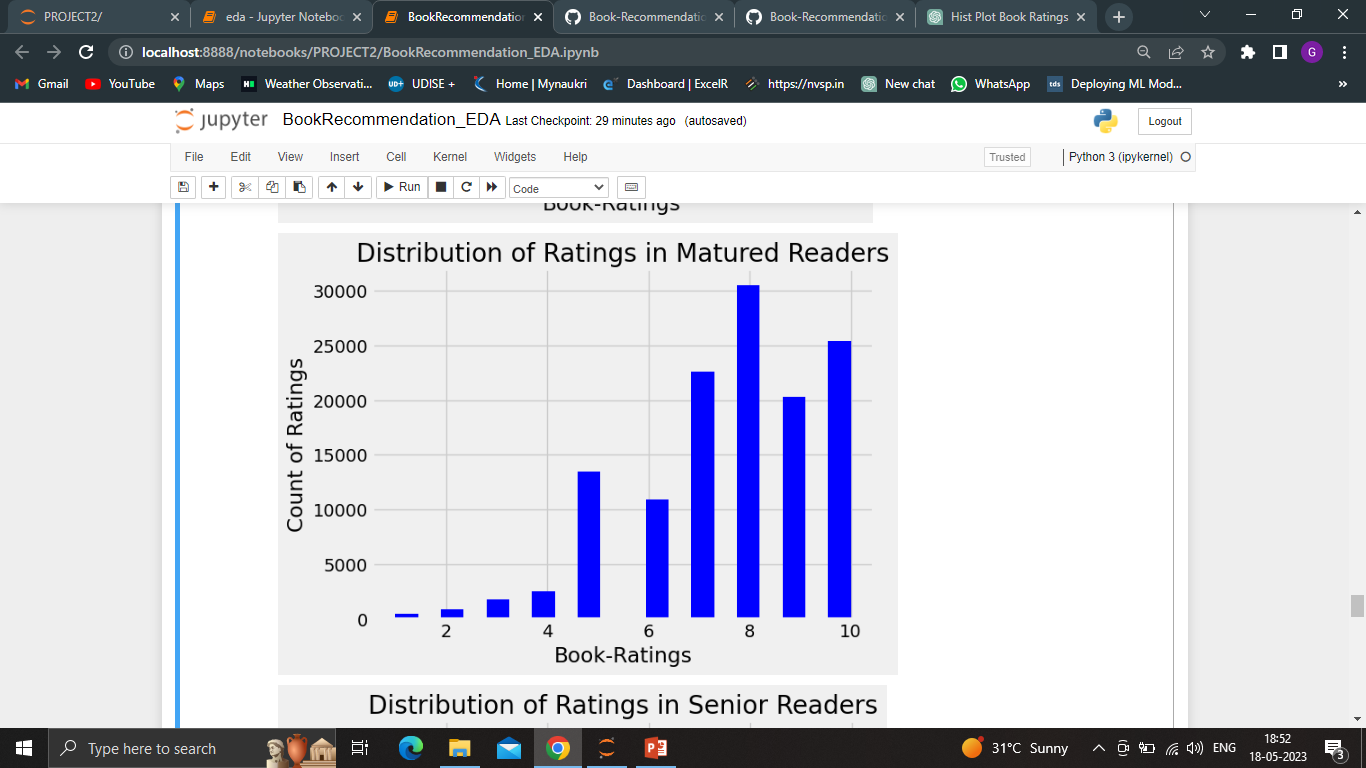 PROJECT2/
eda - Jupyter Noteboo
BookRecommendation
Book-Recommendatio
Book-Recommendatio
Hist Plot Book Ratings
localhost:8888/notebooks/PROJECT2/BookRecommendation_EDA.ipynb
G
Gmail
YouTube
Maps
Weather Observati...
UDISE +
Home | Mynaukri
Dashboard | ExcelR
https://nvsp.in
New chat
WhatsApp
tds
Deploying ML Mod...
»
jupyter
BookRecommendation_EDA Last Checkpoint: 29 minutes ago (autosaved)
Logout
File Edit View Insert Cell Kernel Widgets Help
Trusted
Python 3 (ipykernel)
Run
Code
Book-Ratings
Distribution of Ratings in Matured Readers
30000
25000
20000
15000
10000
5000
0
Count of Ratings
2 4 6 8 10
Book-Ratings
Distribution of Ratings in Senior Readers
Type here to search
31°C Sunny
ENG
18:52
18-05-2023
3